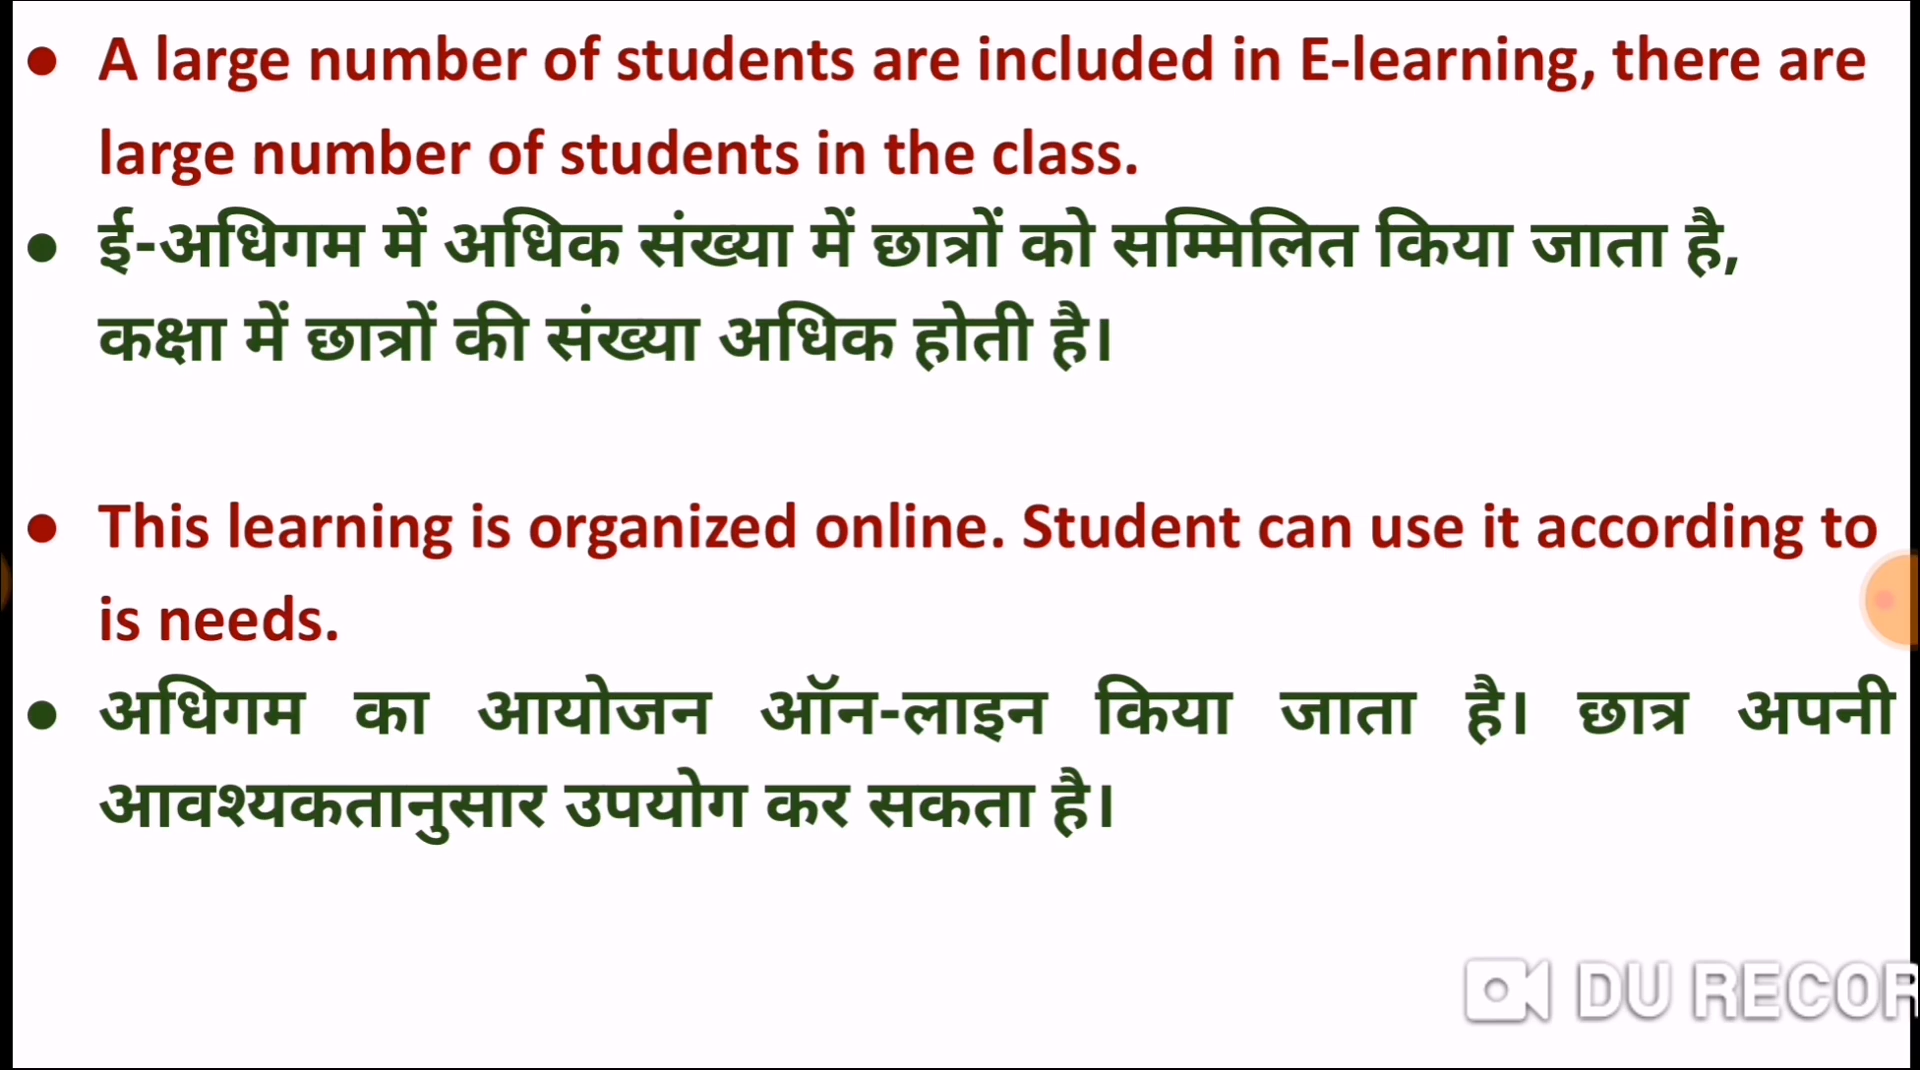 A large number of students are included in E-learning, there are
large number of students in the class.
ई-अधिगम में अधिक संख्या में छात्रों को सम्मिलित किया जाता है,
कक्षा में छात्रों की संख्या अधिक होती है।
This learning is organized online. Student can use it according to
is needs.
अधिगम का आयोजन ऑन-लाइन किया जाता है। छात्र अपनी
आवश्यकतानुसार उपयोग कर सकता है।
DU RECOR